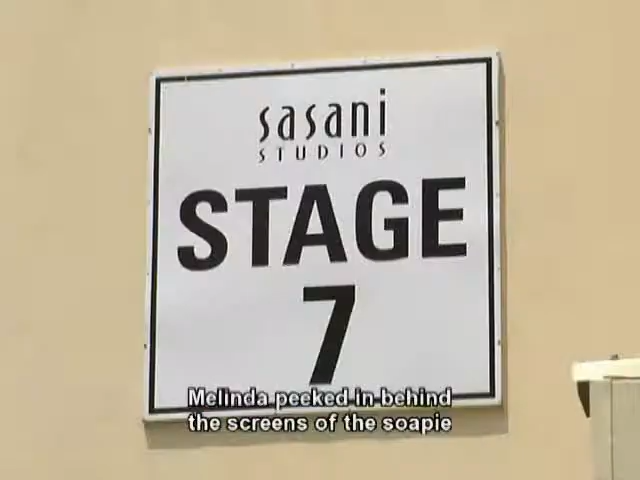 sasani
STUDIOS
STAGE
7
Melinda peeked in behind
the screens of the soapie